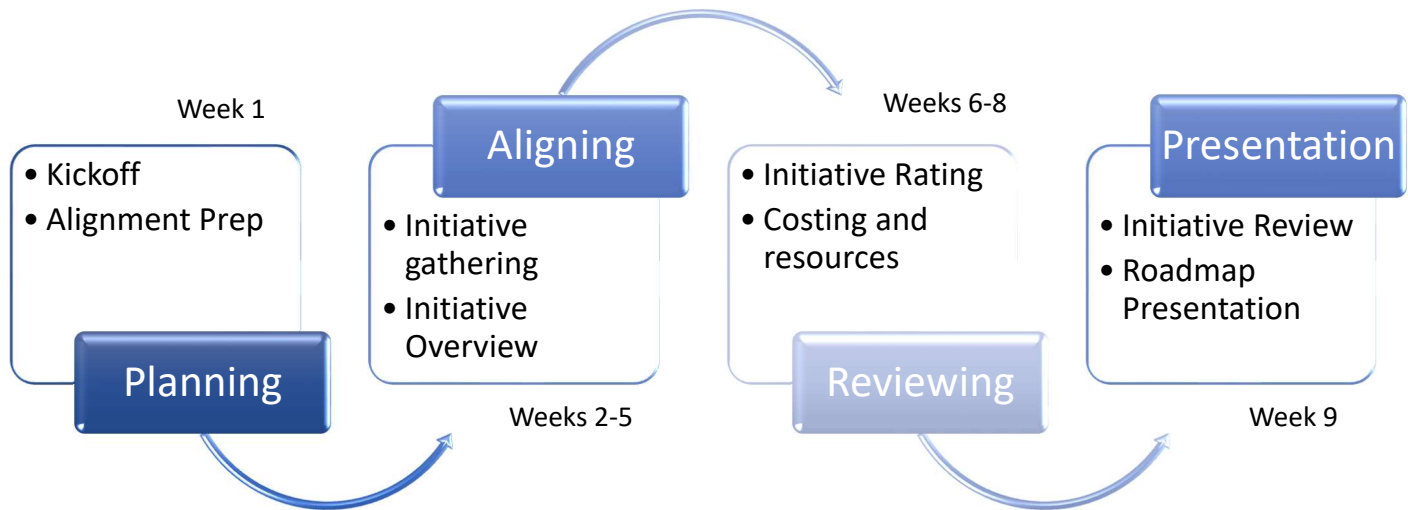 Week 1
• Kickoff
• Alignment Prep
Planning
Aligning
• Initiative
gathering
• Initiative
Overview
Weeks 2-5
Weeks 6-8
• Initiative Rating
• Costing and
resources
Reviewing
Presentation
• Initiative Review
• Roadmap
Presentation
Week 9